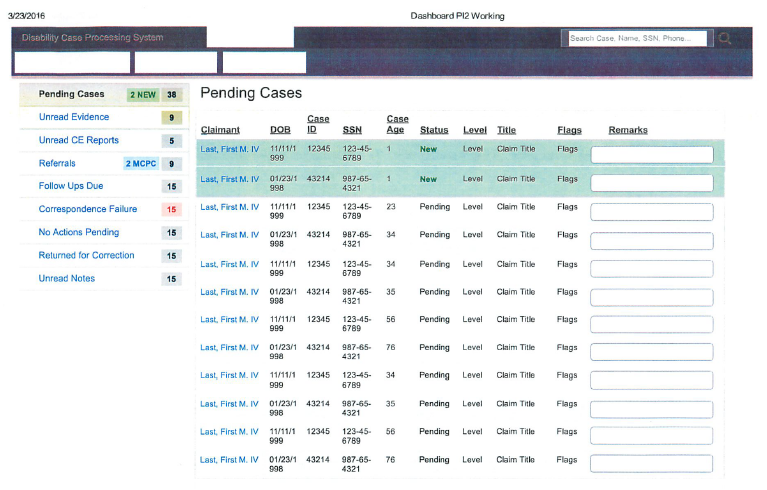 3/23/2016 Dashboard PI2 Working
Disability Case Processing System Search Case, Name, SSN, Phone...
Pending Cases 2 NEW 38
Unread Evidence 9
Unread CE Reports 5
Referrals 2 MCPC 9
Follow Ups Due 15
Correspondence Failure 15
No Actions Pending 15
Returned for Correction 15
Unread Notes 15
Pending Cases
Claimant DOB Case ID SSN Case Age Status Level Title Flags Remarks
Last, First M. IV 11/11/1999 12345 123-45-6789 1 New Level Claim Title Flags
Last, First M. IV 01/23/1998 43214 987-65-4321 1 New Level Claim Title Flags
Last, First M. IV 11/11/1999 12345 123-45-6789 23 Pending Level Claim Title Flags
Last, First M. IV 01/23/1998 43214 987-65-4321 34 Pending Level Claim Title Flags
Last, First M. IV 11/11/1999 12345 123-45-6789 34 Pending Level Claim Title Flags
Last, First M. IV 01/23/1998 43214 987-65-4321 35 Pending Level Claim Title Flags
Last, First M. IV 11/11/1999 12345 123-45-6789 56 Pending Level Claim Title Flags
Last, First M. IV 01/23/1998 43214 987-65-4321 76 Pending Level Claim Title Flags
Last, First M. IV 11/11/1999 12345 123-45-6789 34 Pending Level Claim Title Flags
Last, First M. IV 01/23/1998 43214 987-65-4321 35 Pending Level Claim Title Flags
Last, First M. IV 11/11/1999 12345 123-45-6789 56 Pending Level Claim Title Flags
Last, First M. IV 01/23/1998 43214 987-65-4321 76 Pending Level Claim Title Flags